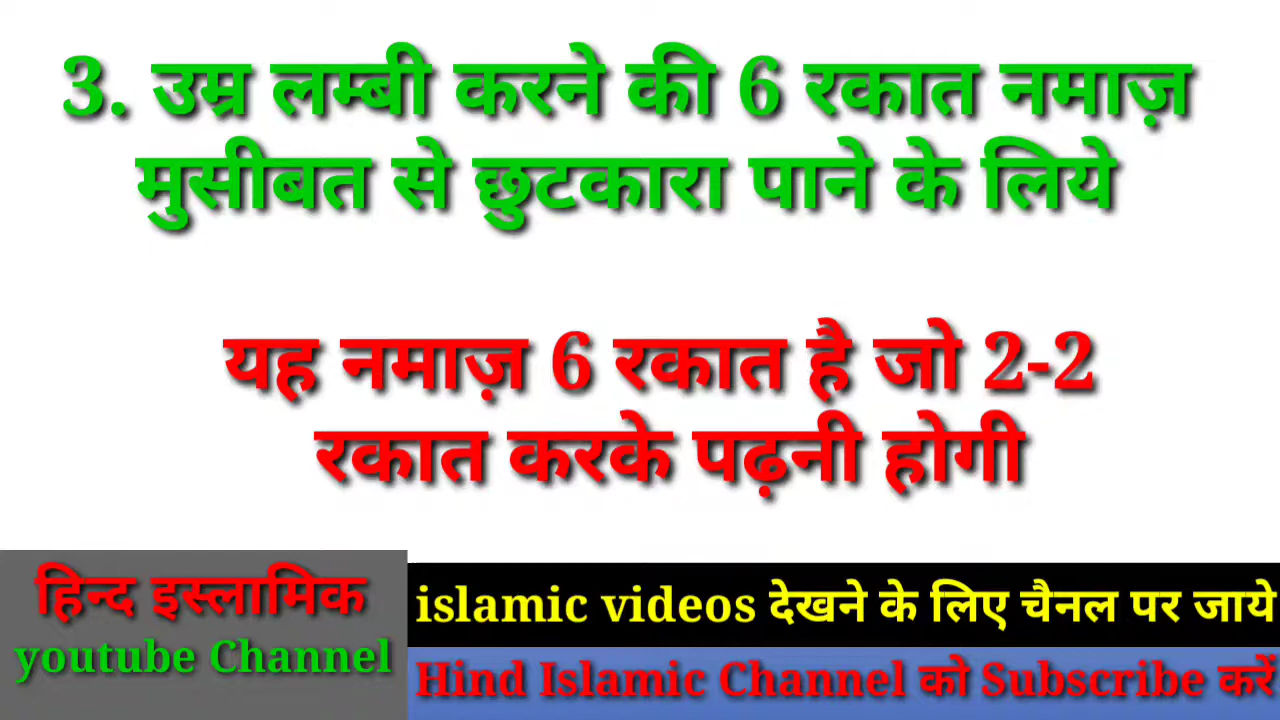 3. उम्र लम्बी करने की 6 रकात नमाज़
मुसीबत से छुटकारा पाने के लिये
यह नमाज़ 6 रकात है जो 2-2
रकात करके पढ़नी होगी
हिन्द इस्लामिक
youtube Channel
islamic videos देखने के लिए चैनल पर जाये
Hind Islamic Channel को Subscribe करें